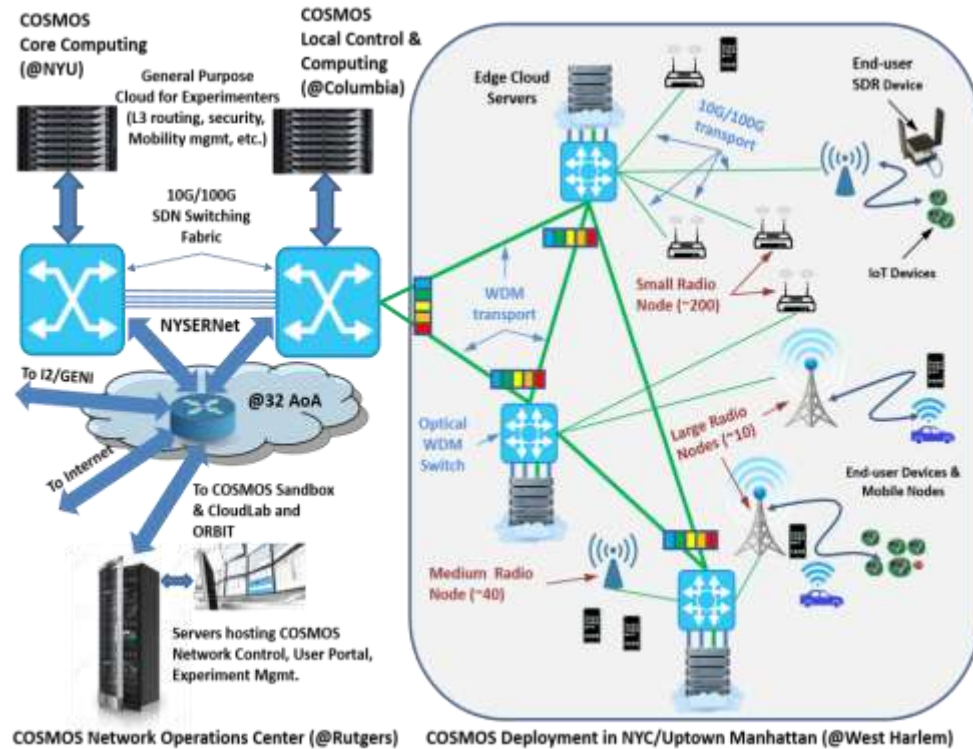 COSMOS
Core Computing
(@NYU)
COSMOS
Local Control &
Computing
(@Columbia)
General Purpose
Cloud for Experimenters
(L3 routing, security,
Mobility mgmt, etc.)
10G/100G
SDN Switching
Fabric
NYSERNet
To I2/GENI
@32 AoA
To Internet
To COSMOS Sandbox
& CloudLab and
ORBIT
Servers hosting COSMOS
Network Control, User Portal,
Experiment Mgmt.
COSMOS Network Operations Center (@Rutgers)
Edge Cloud
Servers
10G/100G
transport
End-user
SDR Device
IoT Devices
WDM
transport
Small Radio
Node (~200)
Optical
WDM
Switch
Large Radio
Nodes (~10)
End-user Devices &
Mobile Nodes
Medium Radio
Node (~40)
COSMOS Deployment in NYC/Uptown Manhattan (@West Harlem)